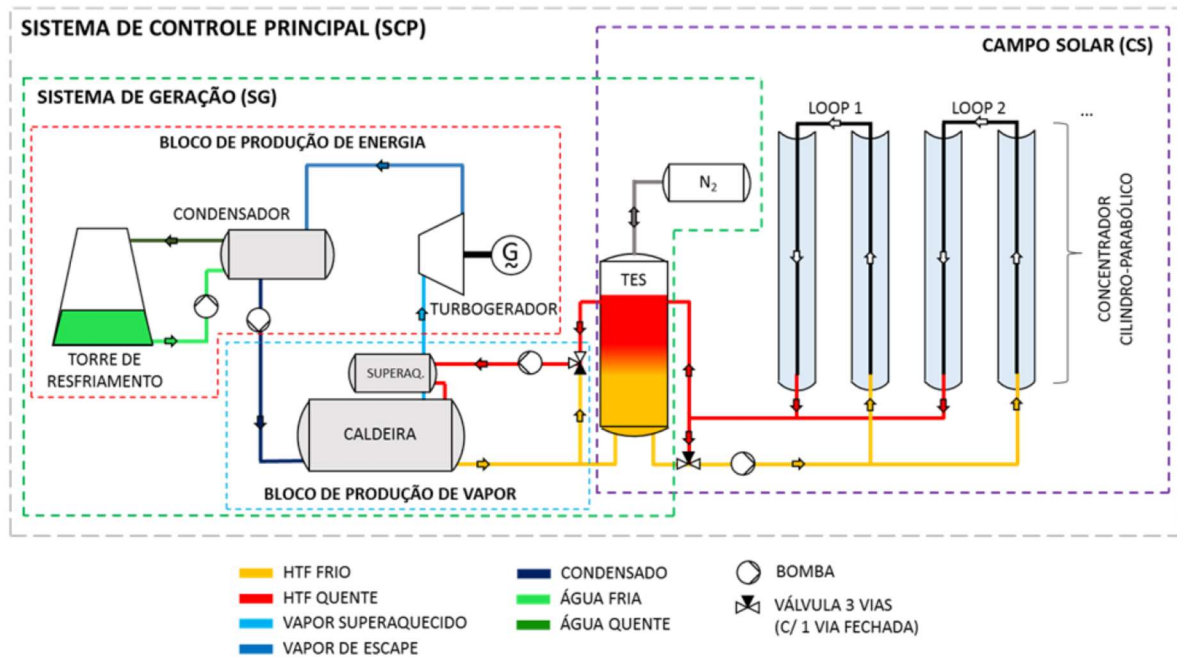 SISTEMA DE CONTROLE PRINCIPAL (SCP)
CAMPO SOLAR (CS)
SISTEMA DE GERAÇÃO (SG)
BLOCO DE PRODUÇÃO DE ENERGIA
LOOP 1
LOOP 2
...
CONDENSADOR
N2
G
~
TES
TURBOGERADOR
CONCENTRADOR
CILINDRO-PARABÓLICO
TORRE DE
RESFRIAMENTO
SUPERAQ.
CALDEIRA
BLOCO DE PRODUÇÃO DE VAPOR
HTF FRIO
HTF QUENTE
VAPOR SUPERAQUECIDO
VAPOR DE ESCAPE
CONDENSADO
ÁGUA FRIA
ÁGUA QUENTE
BOMBA
VÁLVULA 3 VIAS
(C/ 1 VIA FECHADA)